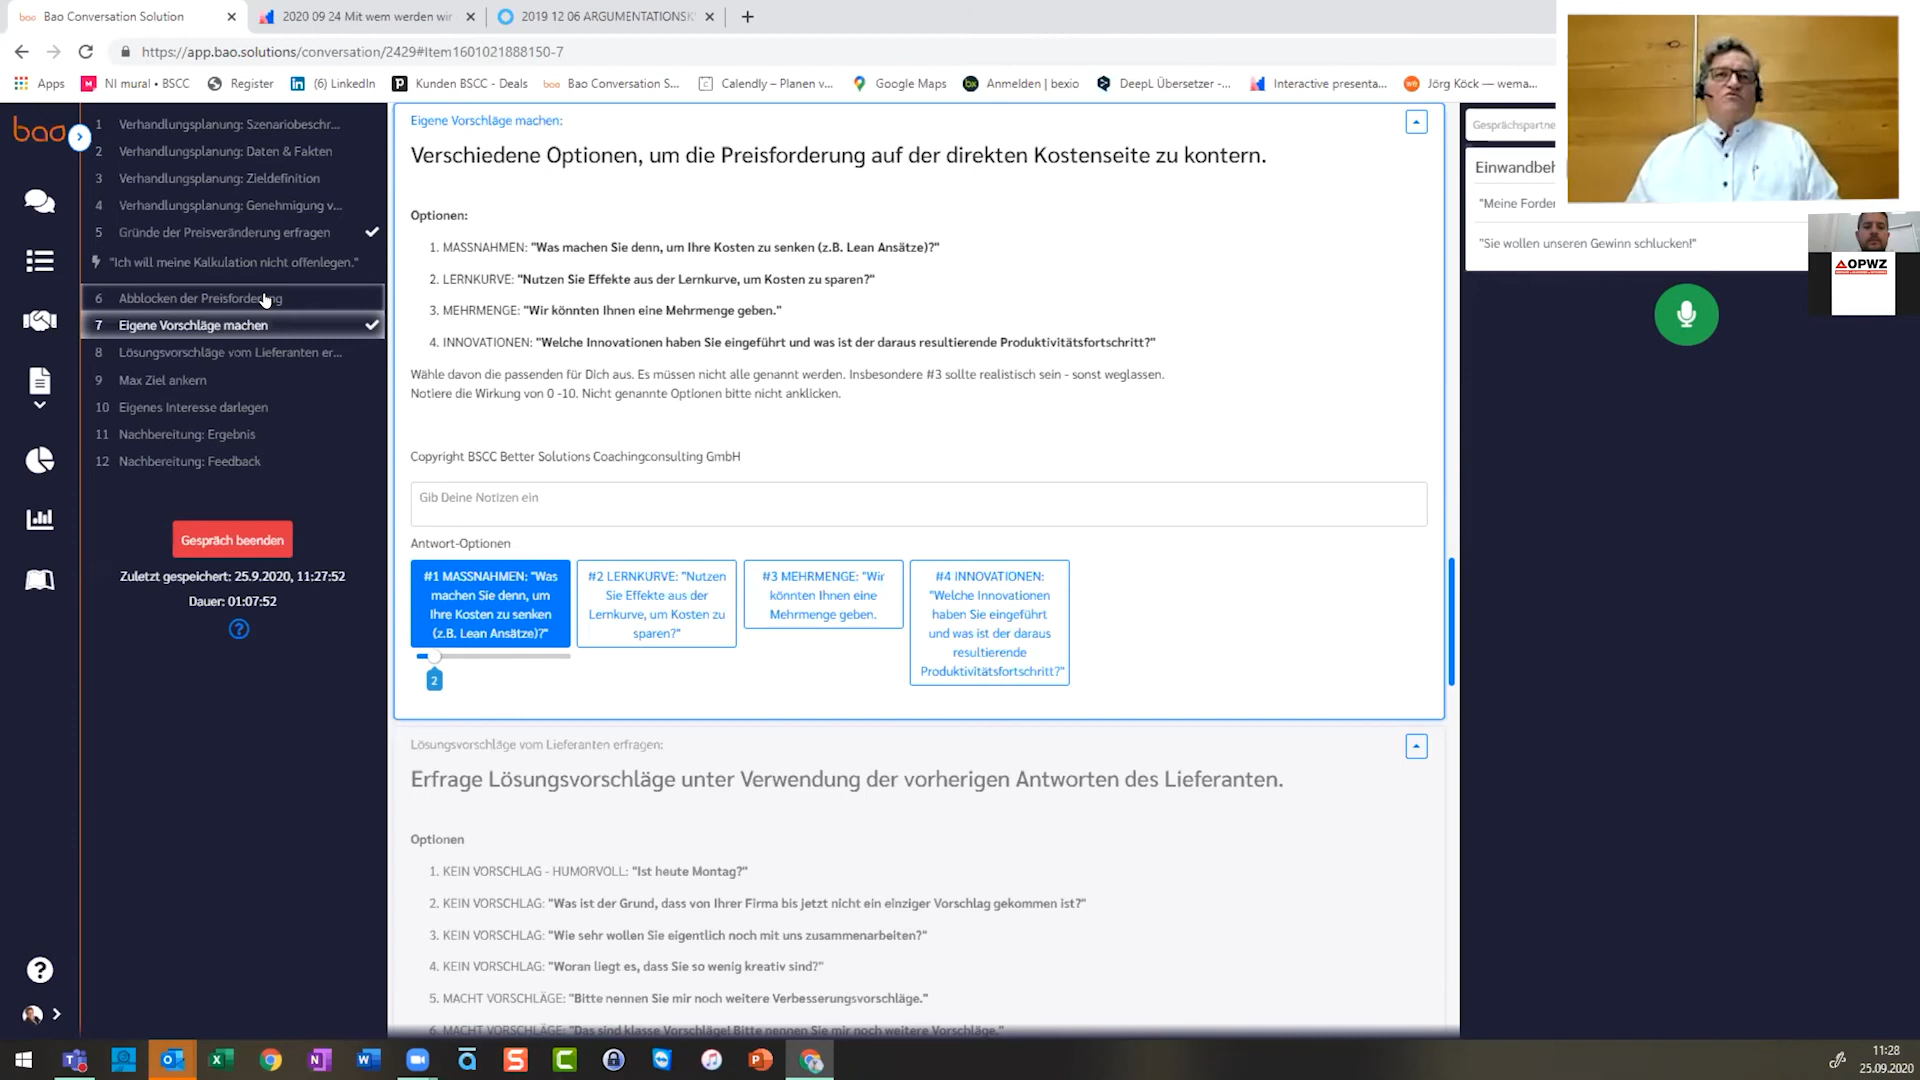 Bao Conversation Solution
2020 09 24 Mit wem werden wir
2019 12 06 ARGUMENTATIONSK
https://app.bao.solutions/conversation/2429#Item1601021888150-7
Apps
NI mural • BSCC
Register
(6) LinkedIn
Kunden BSCC - Deals
Bao Conversation S...
Calendly – Planen v...
Google Maps
Anmelden | bexio
DeepL Übersetzer -...
Interactive presenta...
Jörg Köck — wema...
bao
1 Verhandlungsplanung: Szenariobeschr...
2 Verhandlungsplanung: Daten & Fakten
3 Verhandlungsplanung: Zieldefinition
4 Verhandlungsplanung: Genehmigung v...
5 Gründe der Preisveränderung erfragen
"Ich will meine Kalkulation nicht offenlegen."
6 Abblocken der Preisforderung
7 Eigene Vorschläge machen
8 Lösungsvorschläge vom Lieferanten er...
9 Max Ziel ankern
10 Eigenes Interesse darlegen
11 Nachbereitung: Ergebnis
12 Nachbereitung: Feedback
Gespräch beenden
Zuletzt gespeichert: 25.9.2020, 11:27:52
Dauer: 01:07:52
Eigene Vorschläge machen:
Verschiedene Optionen, um die Preisforderung auf der direkten Kostenseite zu kontern.
Optionen:
1. MASSNAHMEN: "Was machen Sie denn, um Ihre Kosten zu senken (z.B. Lean Ansätze)?"
2. LERNKURVE: "Nutzen Sie Effekte aus der Lernkurve, um Kosten zu sparen?"
3. MEHRMENGE: "Wir könnten Ihnen eine Mehrmenge geben."
4. INNOVATIONEN: "Welche Innovationen haben Sie eingeführt und was ist der daraus resultierende Produktivitätsfortschritt?"
Wähle davon die passenden für Dich aus. Es müssen nicht alle genannt werden. Insbesondere #3 sollte realistisch sein - sonst weglassen.
Notiere die Wirkung von 0 -10. Nicht genannte Optionen bitte nicht anklicken.
Copyright BSCC Better Solutions Coachingconsulting GmbH
Gib Deine Notizen ein
Antwort-Optionen
#1 MASSNAHMEN: "Was
machen Sie denn, um
Ihre Kosten zu senken
(z.B. Lean Ansätze)?"
2
#2 LERNKURVE: "Nutzen
Sie Effekte aus der
Lernkurve, um Kosten zu
sparen?"
#3 MEHRMENGE: "Wir
könnten Ihnen eine
Mehrmenge geben.
#4 INNOVATIONEN:
"Welche Innovationen
haben Sie eingeführt
und was ist der daraus
resultierende
Produktivitätsfortschritt?"
Lösungsvorschläge vom Lieferanten erfragen:
Erfrage Lösungsvorschläge unter Verwendung der vorherigen Antworten des Lieferanten.
Optionen
1. KEIN VORSCHLAG - HUMORVOLL: "Ist heute Montag?"
2. KEIN VORSCHLAG: "Was ist der Grund, dass von Ihrer Firma bis jetzt nicht ein einziger Vorschlag gekommen ist?"
3. KEIN VORSCHLAG: "Wie sehr wollen Sie eigentlich noch mit uns zusammenarbeiten?"
4. KEIN VORSCHLAG: "Woran liegt es, dass Sie so wenig kreativ sind?"
5. MACHT VORSCHLÄGE: "Bitte nennen Sie mir noch weitere Verbesserungsvorschläge."
6. MACHT VORSCHLÄGE: "Das sind klasse Vorschläge! Bitte nennen Sie mir noch weitere Vorschläge."
Gesprächspartne
Einwandbeh
"Meine Forder
"Sie wollen unseren Gewinn schlucken!"
OPWZ
11:28
25.09.2020